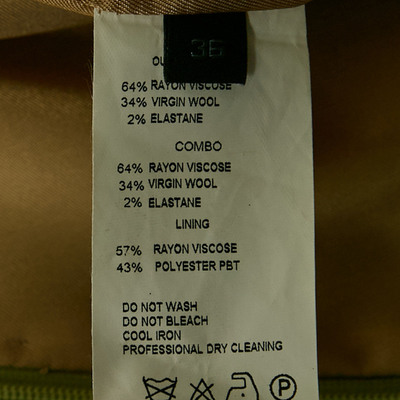 36
64% RAYON VISCOSE
34% VIRGIN WOOL
2% ELASTANE
COMBO
64% RAYON VISCOSE
34% VIRGIN WOOL
2% ELASTANE
LINING
57% RAYON VISCOSE
43% POLYESTER PBT
DO NOT WASH
DO NOT BLEACH
COOL IRON
PROFESSIONAL DRY CLEANING
P